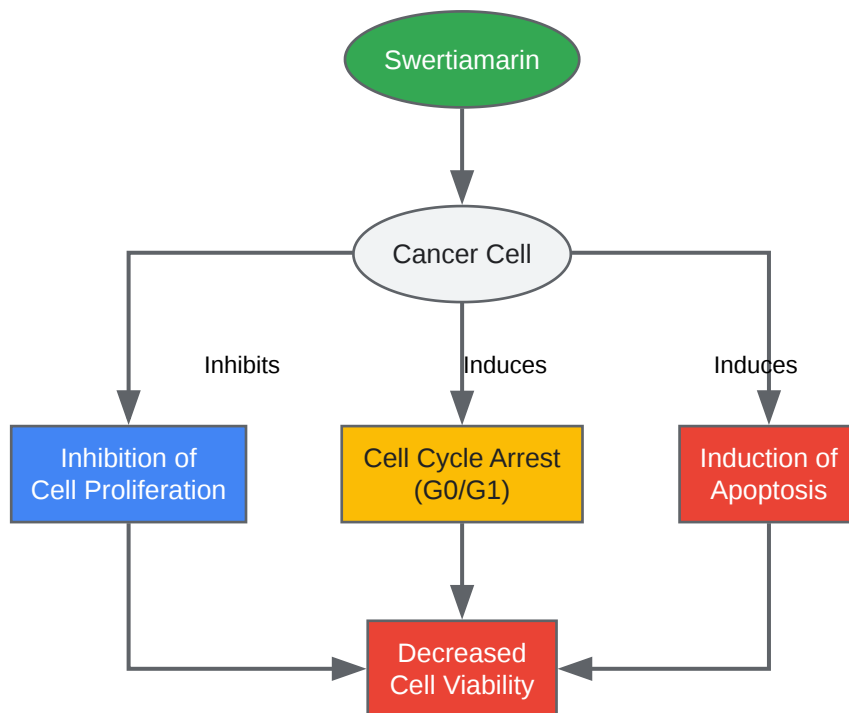 Swertiamarin
Cancer Cell
Inhibits
Induces
Induces
Inhibition of
Cell Proliferation
Cell Cycle Arrest
(G0/G1)
Induction of
Apoptosis
Decreased
Cell Viability